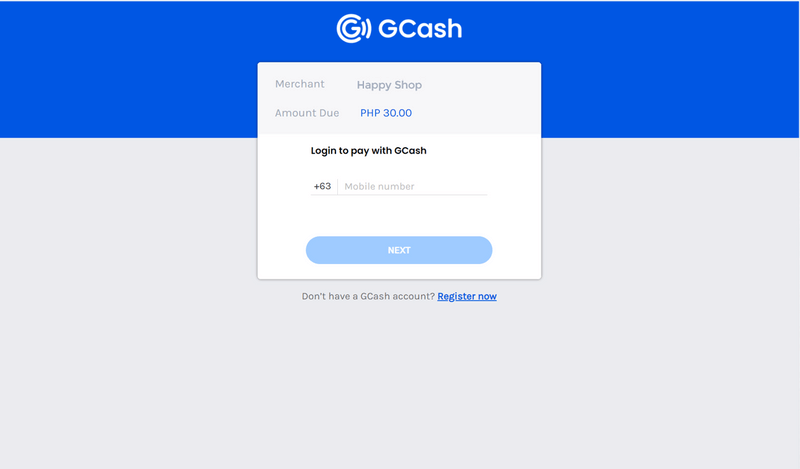 GCash
Merchant Happy Shop
Amount Due PHP 30.00
Login to pay with GCash
+63 Mobile number
NEXT
Don't have a GCash account? Register now